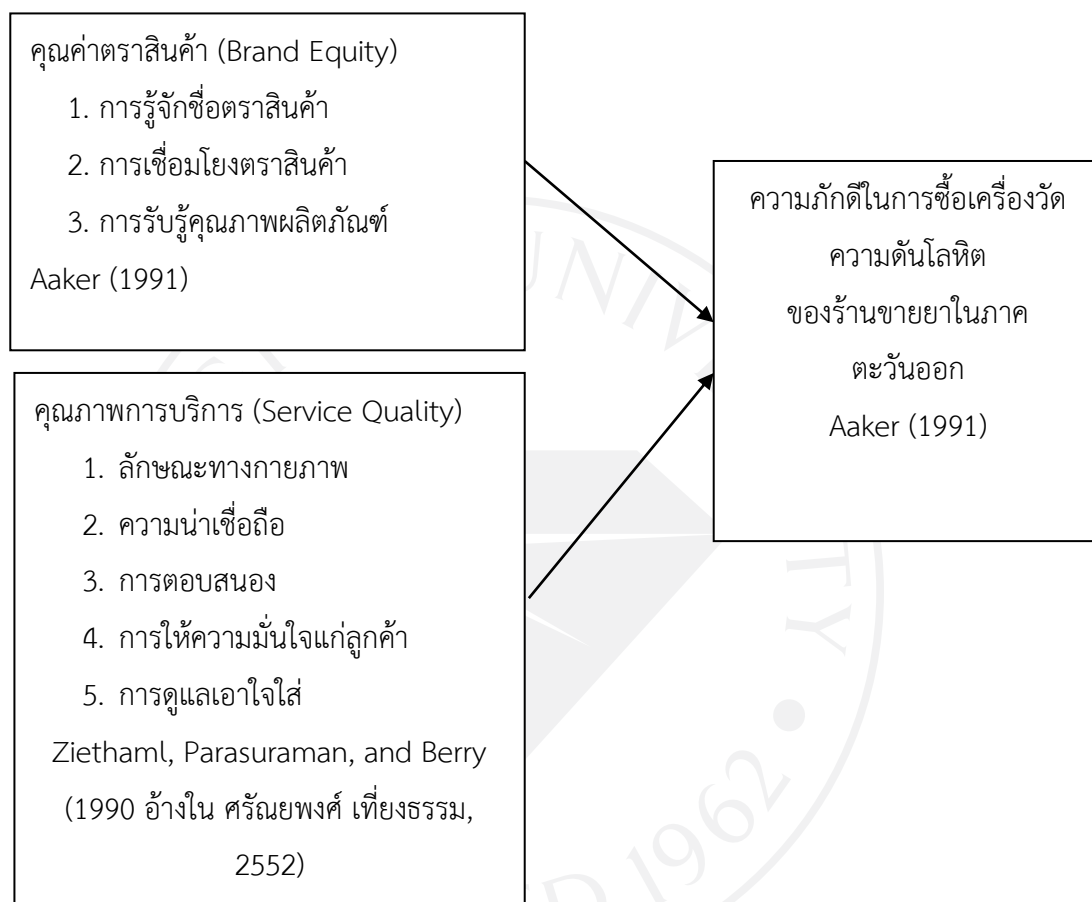 คุณค่าตราสินค้า (Brand Equity)
1. การรู้จักชื่อตราสินค้า
2. การเชื่อมโยงตราสินค้า
3. การรับรู้คุณภาพผลิตภัณฑ์
Aaker (1991)
ความภักดีในการซื้อเครื่องวัด
ความดันโลหิต
ของร้านขายยาในภาค
ตะวันออก
Aaker (1991)
คุณภาพการบริการ (Service Quality)
1. ลักษณะทางกายภาพ
2. ความน่าเชื่อถือ
3. การตอบสนอง
4. การให้ความมั่นใจแก่ลูกค้า
5. การดูแลเอาใจใส่
Ziethaml, Parasuraman, and Berry
(1990 อ้างใน ศรัณยพงศ์ เที่ยงธรรม,
2552)
1962